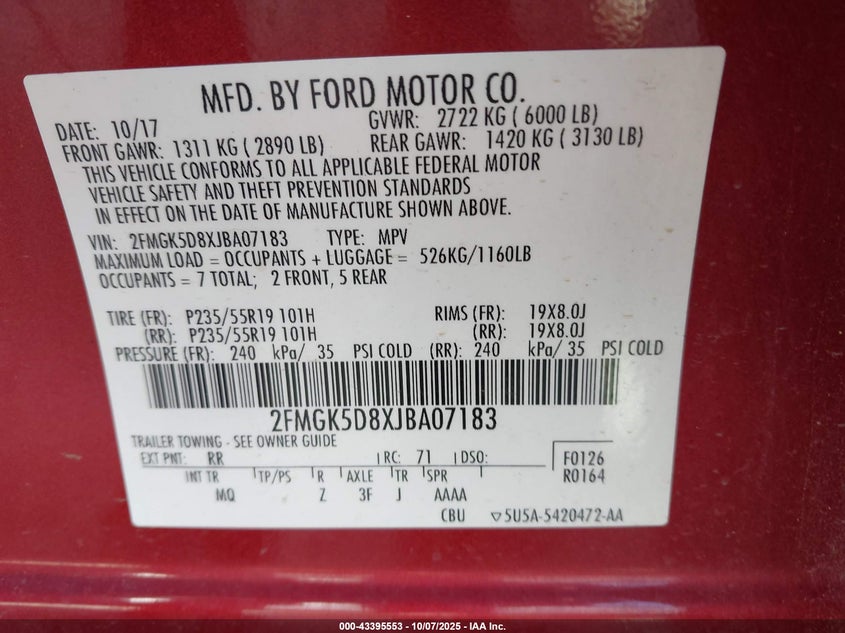 MFD. BY FORD MOTOR CO.
DATE: 10/17 GVWR: 2722 KG ( 6000 LB)
FRONT GAWR: 1311 KG ( 2890 LB) REAR GAWR: 1420 KG ( 3130 LB)
THIS VEHICLE CONFORMS TO ALL APPLICABLE FEDERAL MOTOR
VEHICLE SAFETY AND THEFT PREVENTION STANDARDS
IN EFFECT ON THE DATE OF MANUFACTURE SHOWN ABOVE.
VIN: 2FMGK5D8XJBA07183 TYPE: MPV
MAXIMUM LOAD = OCCUPANTS + LUGGAGE = 526KG/1160LB
OCCUPANTS = 7 TOTAL; 2 FRONT, 5 REAR
TIRE (FR): P235/55R19 101H RIMS (FR): 19X8.0J
(RR): P235/55R19 101H (RR): 19X8.0J
PRESSURE (FR): 240 kPa/ 35 PSI COLD (RR): 240 kPa/ 35 PSI COLD
2FMGK5D8XJBA07183
TRAILER TOWING - SEE OWNER GUIDE
EXT PNT: RR RC: 71 DSO: F0126
INT TR TP/PS R AXLE TR SPR R0164
MQ Z 3F J AAAA
CBU ▽5U5A-5420472-AA
000-43395553 - 10/07/2025 - IAA Inc.